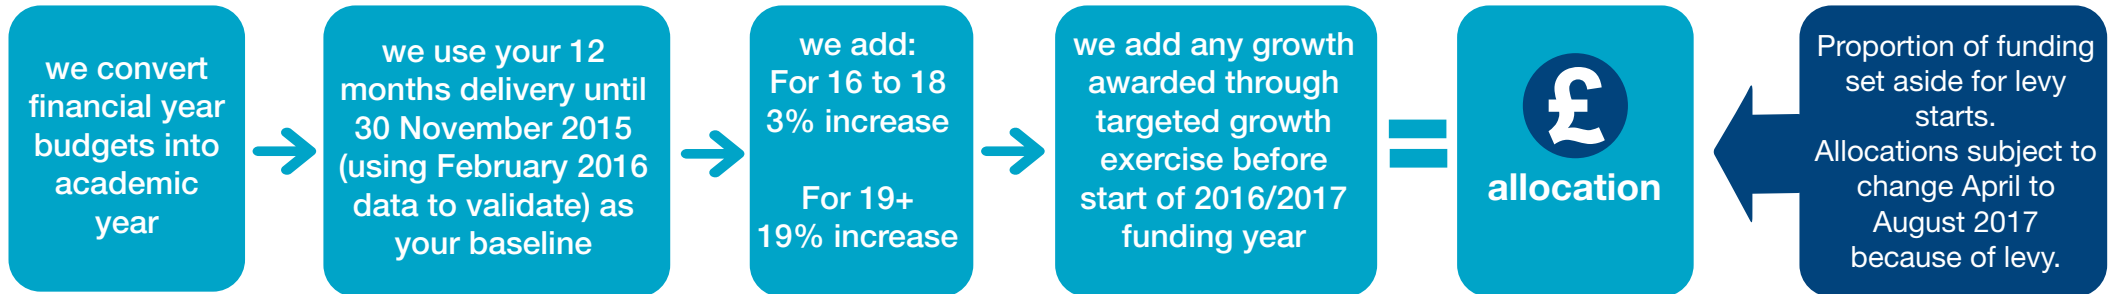 we convert
financial year
budgets into
academic
year
we use your 12
months delivery until
30 November 2015
(using February 2016
data to validate) as
your baseline
we add:
For 16 to 18
3% increase
For 19+
19% increase
we add any growth
awarded through
targeted growth
exercise before
start of 2016/2017
funding year
=
£
allocation
Proportion of funding
set aside for levy
starts.
Allocations subject to
change April to
August 2017
because of levy.